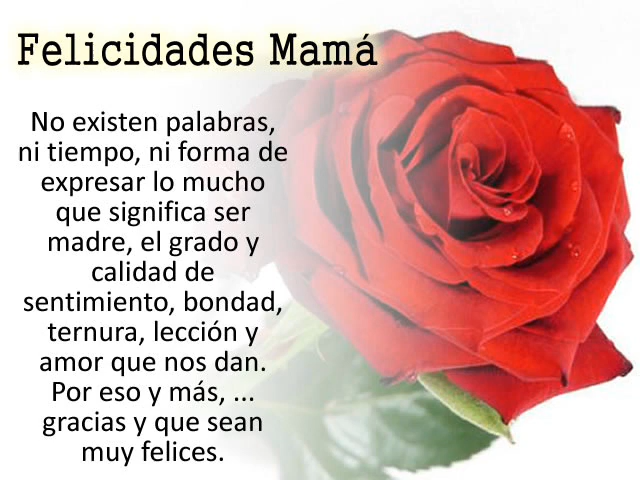 Felicidades Mamá
No existen palabras,
ni tiempo, ni forma de
expresar lo mucho
que significa ser
madre, el grado y
calidad de
sentimiento, bondad,
ternura, lección y
amor que nos dan.
Por eso y más, ...
gracias y que sean
muy felices.